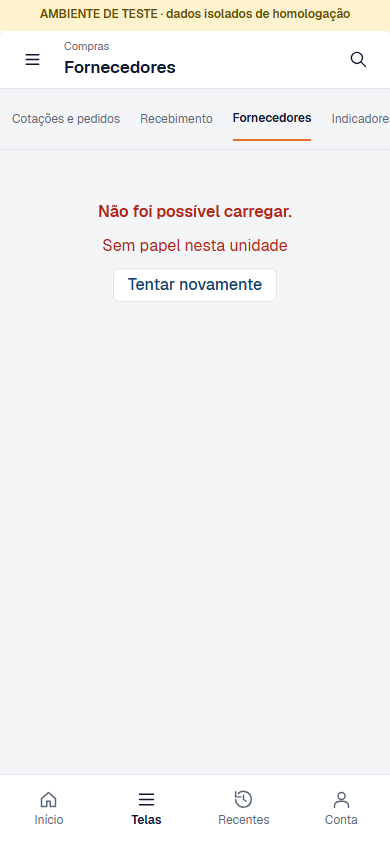 AMBIENTE DE TESTE · dados isolados de homologação
Compras
Fornecedores
Cotações e pedidos Recebimento Fornecedores Indicadores
Não foi possível carregar.
Sem papel nesta unidade
Tentar novamente
Início Telas Recentes Conta